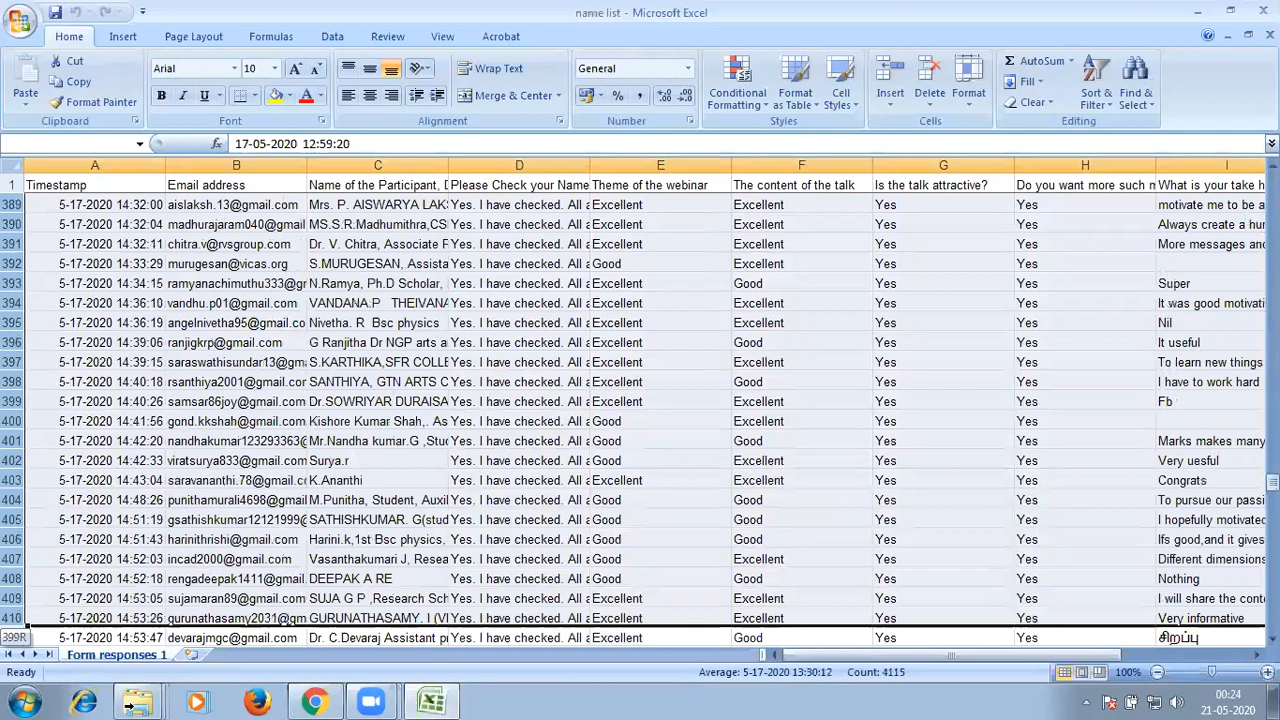 name list - Microsoft Excel
Home Insert Page Layout Formulas Data Review View Acrobat
Cut
Copy
Format Painter
Paste
Clipboard
Arial 10
B I U
Font
Wrap Text
Merge & Center
Alignment
General
Number
Conditional Formatting
Format as Table
Cell Styles
Styles
Insert Delete Format
Cells
AutoSum
Fill
Clear
Sort & Filter
Find & Select
Editing
17-05-2020 12:59:20
A B C D E F G H I
1 Timestamp Email address Name of the Participant, Please Check your Name Theme of the webinar The content of the talk Is the talk attractive? Do you want more such What is your take
389 5-17-2020 14:32:00 aislaksh.13@gmail.com Mrs. P. AISWARYA LAK Yes. I have checked. All Excellent Excellent Yes Yes motivate me to be a
390 5-17-2020 14:32:04 madhurajaram040@gmail MS.S.R.Madhumithra,CS Yes. I have checked. All Excellent Excellent Yes Yes Always create a
391 5-17-2020 14:32:11 chitra.v@rvsgroup.com Dr. V. Chitra, Associate Yes. I have checked. All Excellent Excellent Yes Yes More messages and
392 5-17-2020 14:33:29 murugesan@vicas.org S.MURUGESAN, Assista Yes. I have checked. All Good Excellent Yes Yes
393 5-17-2020 14:34:15 ramyanachimuthu333@g N.Ramya, Ph.D Scholar, Yes. I have checked. All Excellent Good Yes Yes Super
394 5-17-2020 14:36:10 vandhu.p01@gmail.com VANDANA.P THEIVANA Yes. I have checked. All Excellent Excellent Yes Yes It was good motivati
395 5-17-2020 14:36:19 angelnivetha95@gmail.co Nivetha. R Bsc physics Yes. I have checked. All Excellent Excellent Yes Yes Nil
396 5-17-2020 14:39:06 ranjigkrp@gmail.com G Ranjitha Dr NGP arts a Yes. I have checked. All Excellent Good Yes Yes It useful
397 5-17-2020 14:39:15 saraswathisundar13@gm S.KARTHIKA,SFR COLLE Yes. I have checked. All Excellent Excellent Yes Yes To learn new things
398 5-17-2020 14:40:18 rsanthiya2001@gmail.com SANTHIYA, GTN ARTS C Yes. I have checked. All Excellent Good Yes Yes I have to work hard
399 5-17-2020 14:40:26 samsar86joy@gmail.com Dr.SOWRIYAR DURAISA Yes. I have checked. All Excellent Excellent Yes Yes Fb
400 5-17-2020 14:41:56 gond.kkshah@gmail.com Kishore Kumar Shah,. As Yes. I have checked. All Good Excellent Yes Yes
401 5-17-2020 14:42:20 nandhakumar123293363@ Mr.Nandha kumar.G ,Stu Yes. I have checked. All Good Good Yes Yes Marks makes many
402 5-17-2020 14:42:33 viratsurya833@gmail.com Surya.r Yes. I have checked. All Good Excellent Yes Yes Very uesful
403 5-17-2020 14:43:04 saravananthi.78@gmail.com K.Ananthi Yes. I have checked. All Excellent Excellent Yes Yes Congrats
404 5-17-2020 14:48:26 punithamurali4698@gmail M.Punitha, Student, Auxil Yes. I have checked. All Good Good Yes Yes To pursue our passi
405 5-17-2020 14:51:19 gsathishkumar12121999@ SATHISHKUMAR. G(stud Yes. I have checked. All Good Good Yes Yes I hopefully motivated
406 5-17-2020 14:51:43 harinithrishi@gmail.com Harini.k,1st Bsc physics, Yes. I have checked. All Good Good Yes Yes Ifs good,and it gives
407 5-17-2020 14:52:03 incad2000@gmail.com Vasanthakumari J, Resea Yes. I have checked. All Good Excellent Yes Yes Different dimensions
408 5-17-2020 14:52:18 rengadeepak1411@gmail. DEEPAK A RE Yes. I have checked. All Good Good Yes Yes Nothing
409 5-17-2020 14:53:05 sujamaran89@gmail.com SUJA G P ,Research Sch Yes. I have checked. All Excellent Excellent Yes Yes I will share the cont
410 5-17-2020 14:53:26 gurunathasamy2031@gm GURUNATHASAMY. I (VI Yes. I have checked. All Good Excellent Yes Yes Very informative
399R 5-17-2020 14:53:47 devarajmgc@gmail.com Dr. C.Devaraj Assistant p Yes. I have checked. All Excellent Good Yes Yes சிறப்பு
Form responses 1
Ready Average: 5-17-2020 13:30:12 Count: 4115 100%
00:24
21-05-2020